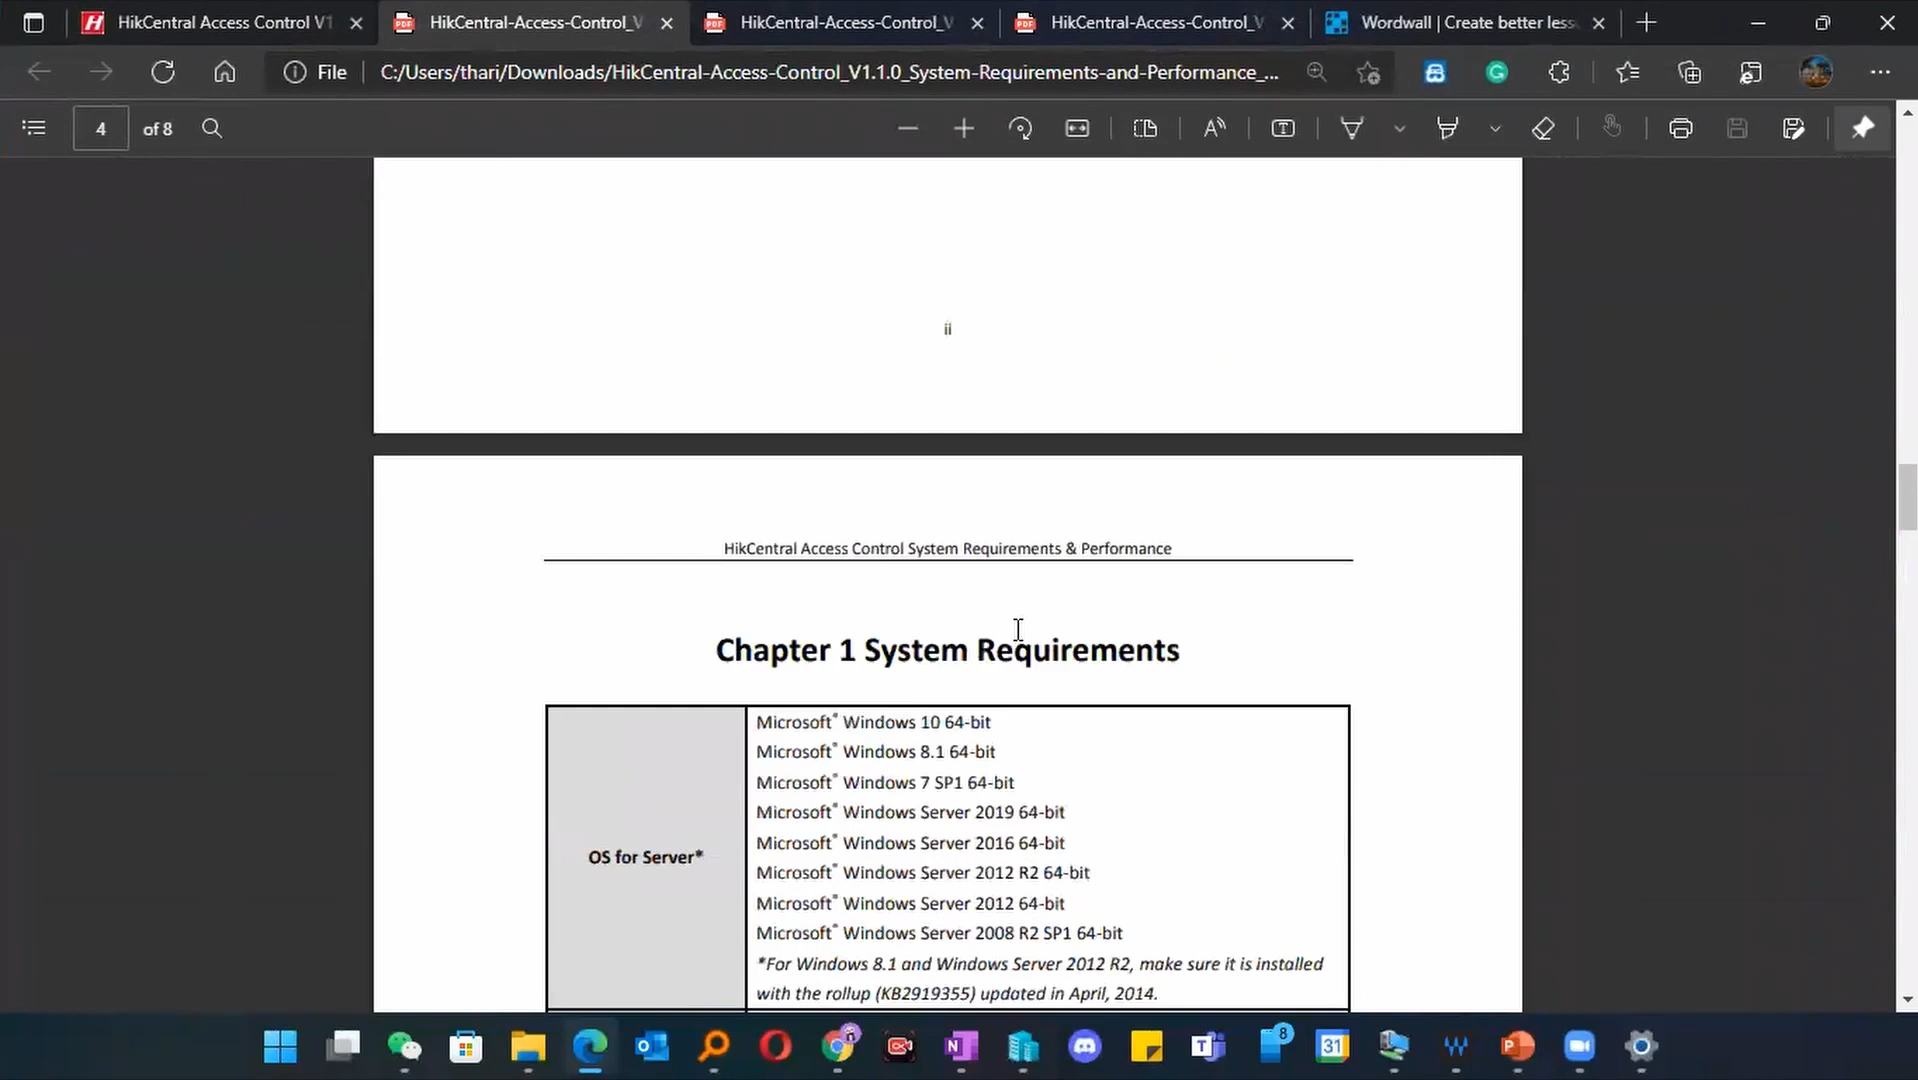 HikCentral Access Control V1
HikCentral-Access-Control_V
HikCentral-Access-Control_V
HikCentral-Access-Control_V
Wordwall | Create better less
File
C:/Users/thari/Downloads/HikCentral-Access-Control_V1.1.0_System-Requirements-and-Performance_...
4 of 8
ii
HikCentral Access Control System Requirements & Performance
Chapter 1 System Requirements
OS for Server*
Microsoft® Windows 10 64-bit
Microsoft® Windows 8.1 64-bit
Microsoft® Windows 7 SP1 64-bit
Microsoft® Windows Server 2019 64-bit
Microsoft® Windows Server 2016 64-bit
Microsoft® Windows Server 2012 R2 64-bit
Microsoft® Windows Server 2012 64-bit
Microsoft® Windows Server 2008 R2 SP1 64-bit
*For Windows 8.1 and Windows Server 2012 R2, make sure it is installed
with the rollup (KB2919355) updated in April, 2014.
8
31